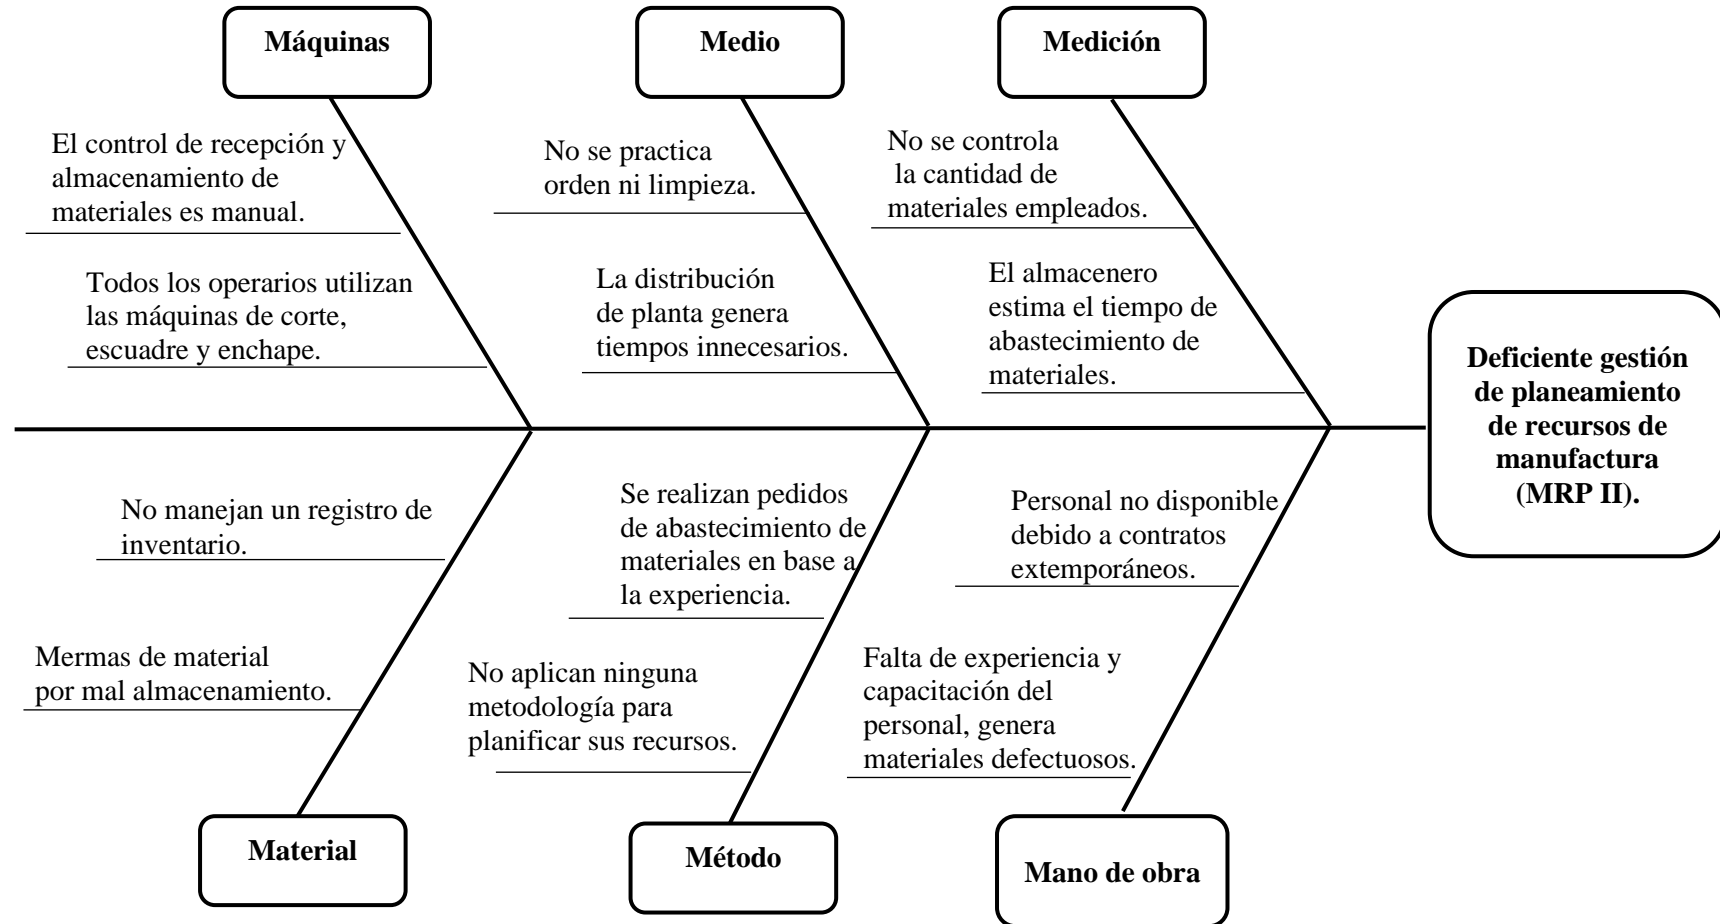 Máquinas
Medio
Medición
El control de recepción y
almacenamiento de
materiales es manual.
No se practica
orden ni limpieza.
No se controla
la cantidad de
materiales empleados.
Todos los operarios utilizan
las máquinas de corte,
escuadre y enchape.
La distribución
de planta genera
tiempos innecesarios.
El almacenero
estima el tiempo de
abastecimiento de
materiales.
Deficiente gestión
de planeamiento
de recursos de
manufactura
(MRP II).
No manejan un registro de
inventario.
Se realizan pedidos
de abastecimiento de
materiales en base a
la experiencia.
Personal no disponible
debido a contratos
extemporáneos.
Mermas de material
por mal almacenamiento.
No aplican ninguna
metodología para
planificar sus recursos.
Falta de experiencia y
capacitación del
personal, genera
materiales defectuosos.
Material
Método
Mano de obra